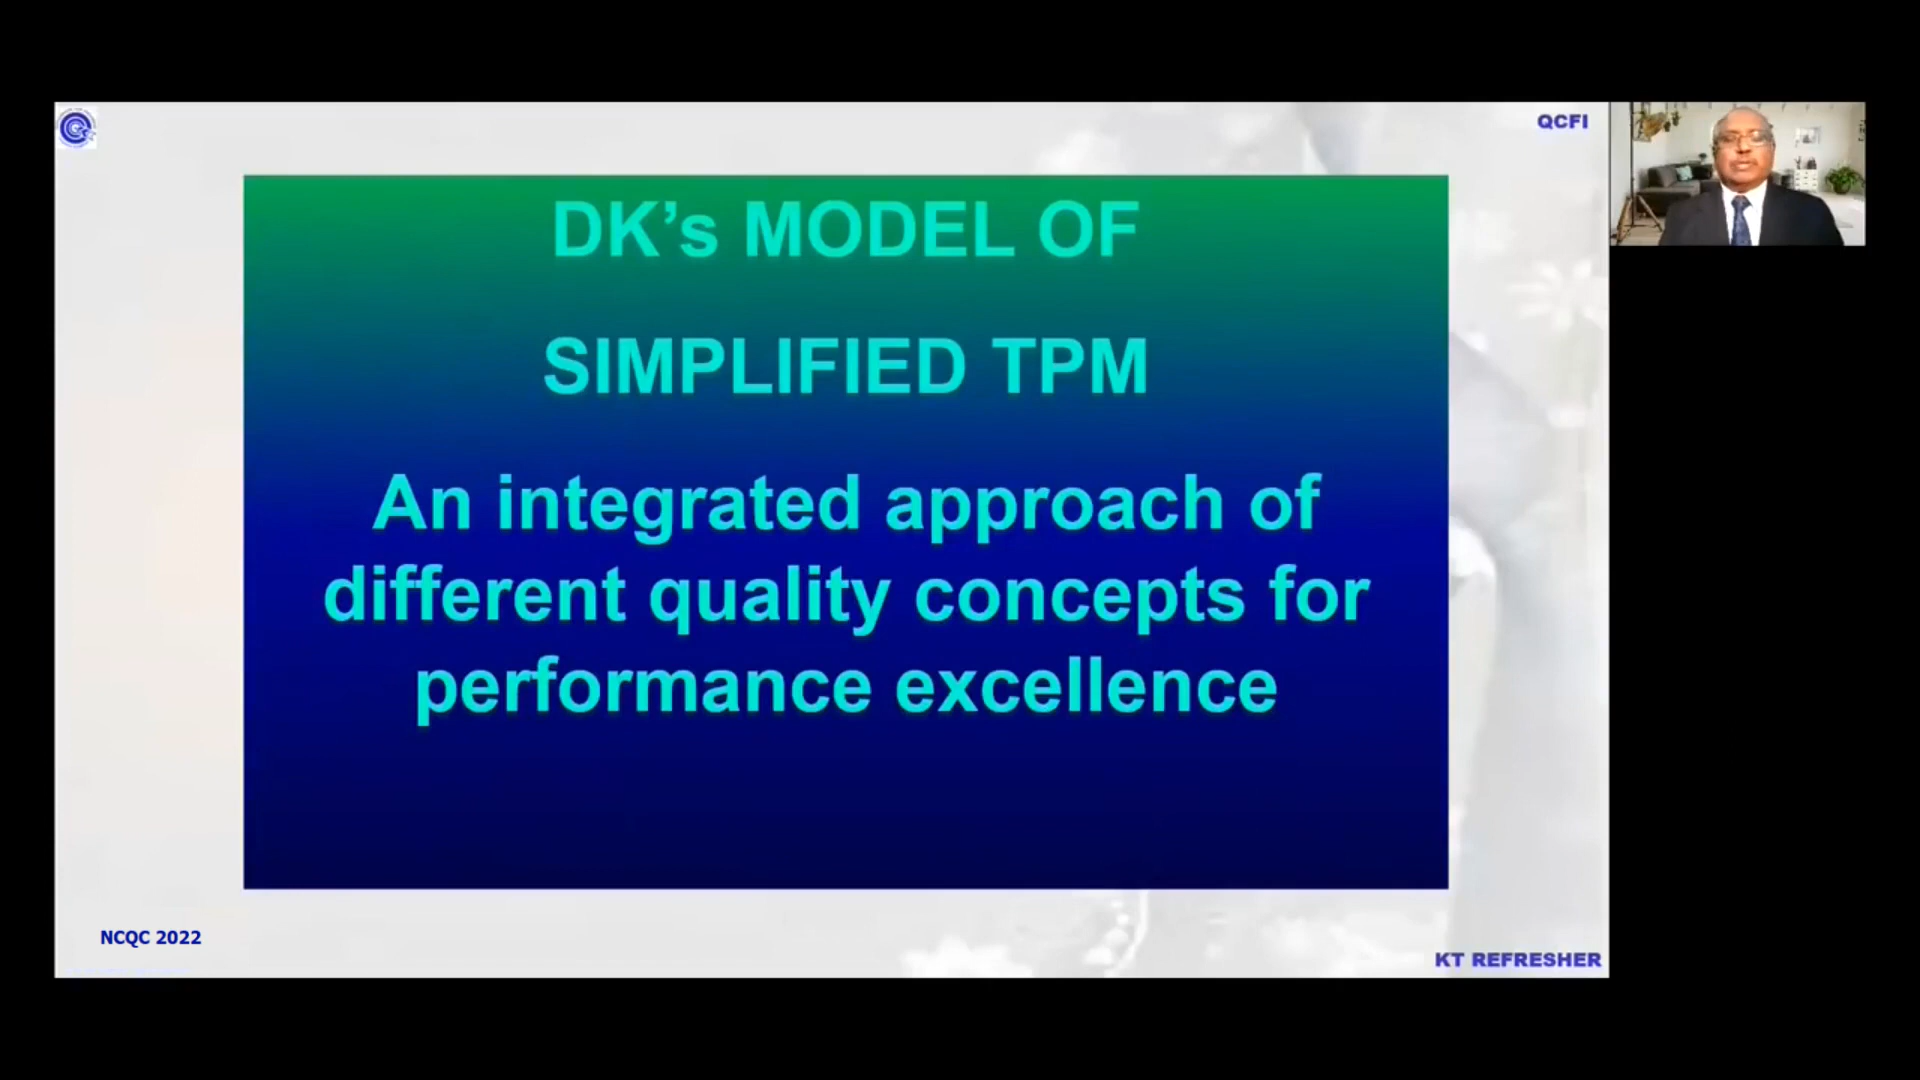 QCFI
DK’s MODEL OF
SIMPLIFIED TPM
An integrated approach of
different quality concepts for
performance excellence
NCQC 2022
KT REFRESHER